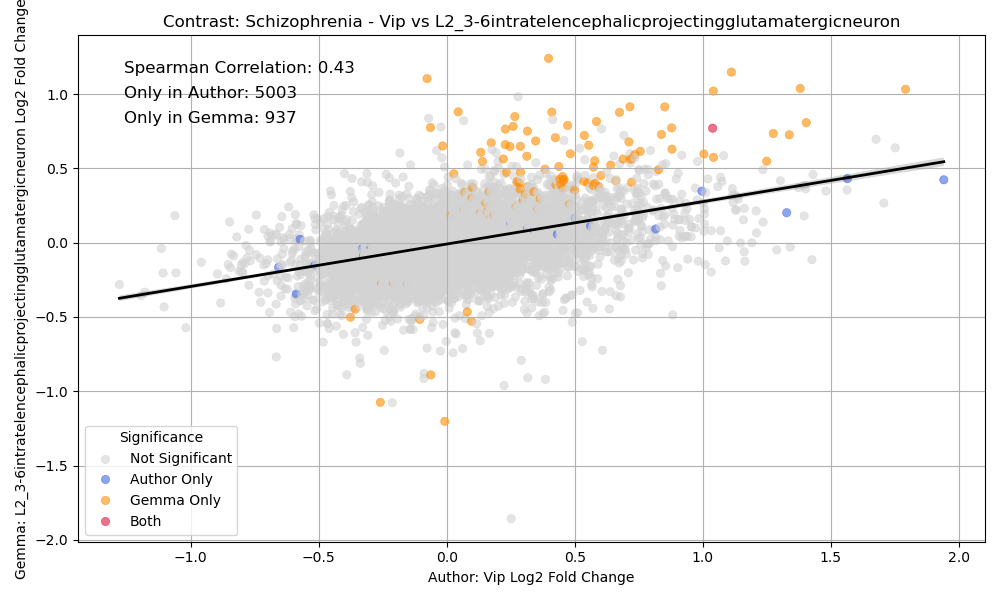 Contrast: Schizophrenia - Vip vs L2_3-6intratelencephalicprojectingglutamatergicneuron
Gemma: L2_3-6intratelencephalicprojectingglutamatergicneuron Log2 Fold Change
Spearman Correlation: 0.43
Only in Author: 5003
Only in Gemma: 937
1.0
0.5
0.0
−0.5
−1.0
−1.5
−2.0
Significance
Not Significant
Author Only
Gemma Only
Both
−1.0 −0.5 0.0 0.5 1.0 1.5 2.0
Author: Vip Log2 Fold Change